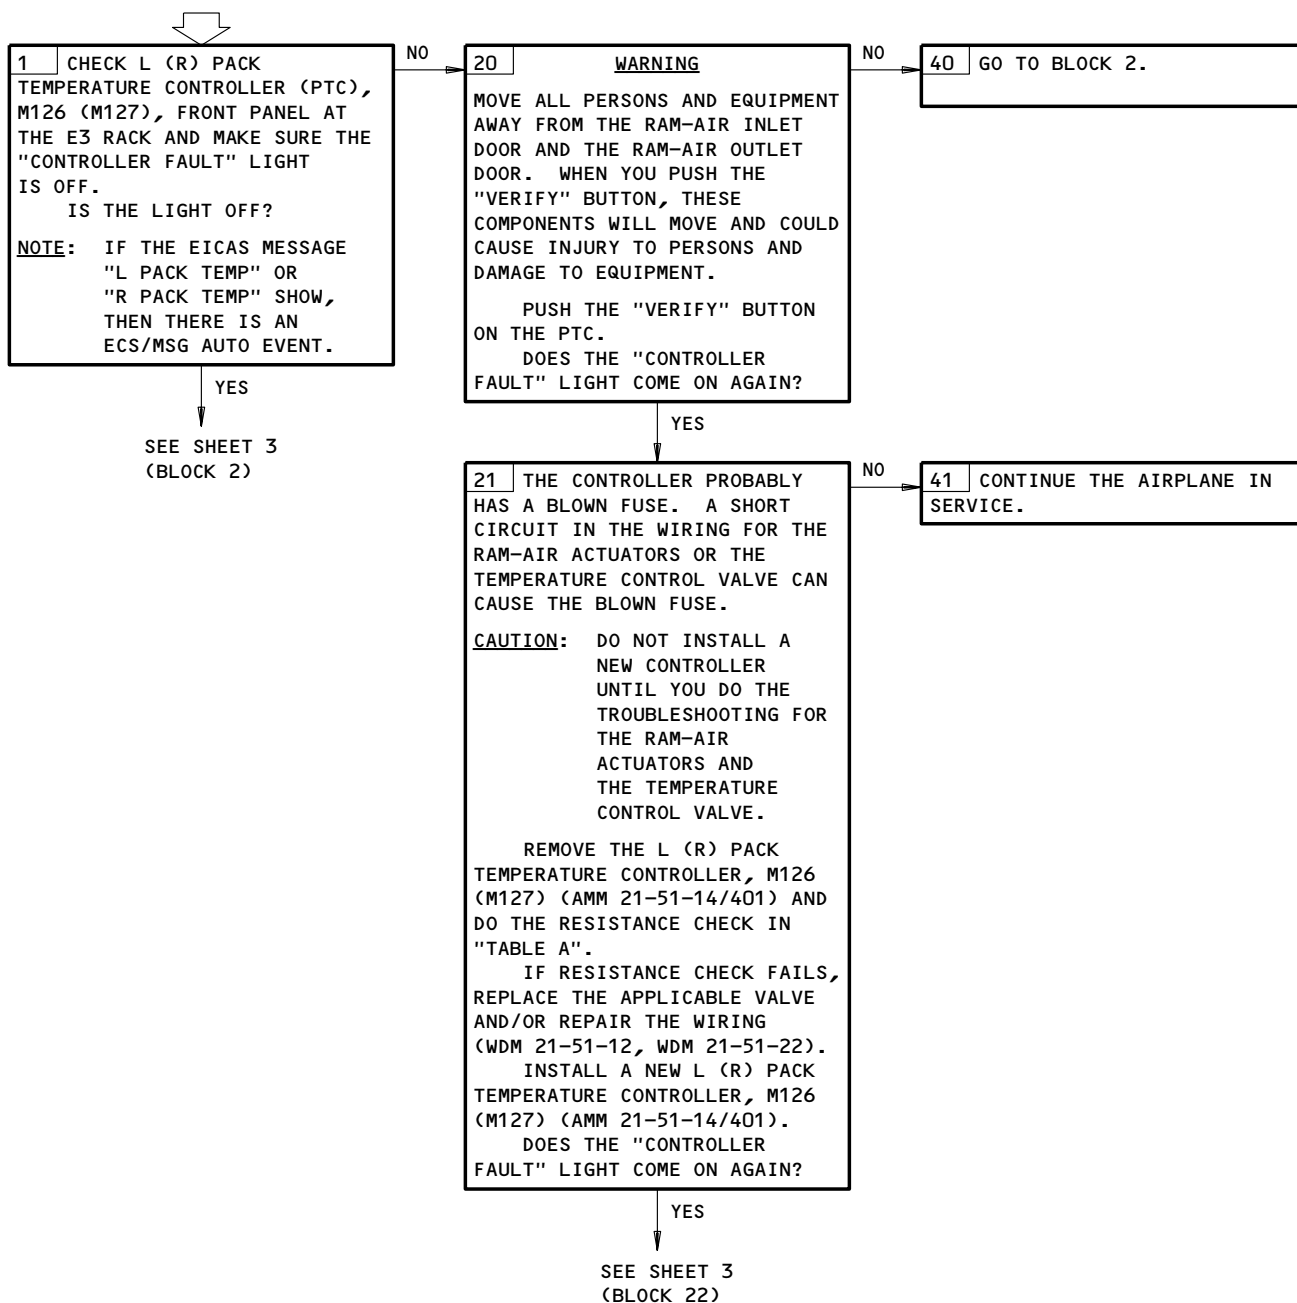 1 CHECK L (R) PACK
TEMPERATURE CONTROLLER (PTC),
M126 (M127), FRONT PANEL AT
THE E3 RACK AND MAKE SURE THE
"CONTROLLER FAULT" LIGHT
IS OFF.
IS THE LIGHT OFF?
NOTE: IF THE EICAS MESSAGE
"L PACK TEMP" OR
"R PACK TEMP" SHOW,
THEN THERE IS AN
ECS/MSG AUTO EVENT.
YES
SEE SHEET 3
(BLOCK 2)
NO
20 WARNING
MOVE ALL PERSONS AND EQUIPMENT
AWAY FROM THE RAM-AIR INLET
DOOR AND THE RAM-AIR OUTLET
DOOR. WHEN YOU PUSH THE
"VERIFY" BUTTON, THESE
COMPONENTS WILL MOVE AND COULD
CAUSE INJURY TO PERSONS AND
DAMAGE TO EQUIPMENT.
PUSH THE "VERIFY" BUTTON
ON THE PTC.
DOES THE "CONTROLLER
FAULT" LIGHT COME ON AGAIN?
NO
40 GO TO BLOCK 2.
YES
21 THE CONTROLLER PROBABLY
HAS A BLOWN FUSE. A SHORT
CIRCUIT IN THE WIRING FOR THE
RAM-AIR ACTUATORS OR THE
TEMPERATURE CONTROL VALVE CAN
CAUSE THE BLOWN FUSE.
CAUTION: DO NOT INSTALL A
NEW CONTROLLER
UNTIL YOU DO THE
TROUBLESHOOTING FOR
THE RAM-AIR
ACTUATORS AND
THE TEMPERATURE
CONTROL VALVE.
REMOVE THE L (R) PACK
TEMPERATURE CONTROLLER, M126
(M127) (AMM 21-51-14/401) AND
DO THE RESISTANCE CHECK IN
"TABLE A".
IF RESISTANCE CHECK FAILS,
REPLACE THE APPLICABLE VALVE
AND/OR REPAIR THE WIRING
(WDM 21-51-12, WDM 21-51-22).
INSTALL A NEW L (R) PACK
TEMPERATURE CONTROLLER, M126
(M127) (AMM 21-51-14/401).
DOES THE "CONTROLLER
FAULT" LIGHT COME ON AGAIN?
NO
41 CONTINUE THE AIRPLANE IN
SERVICE.
YES
SEE SHEET 3
(BLOCK 22)